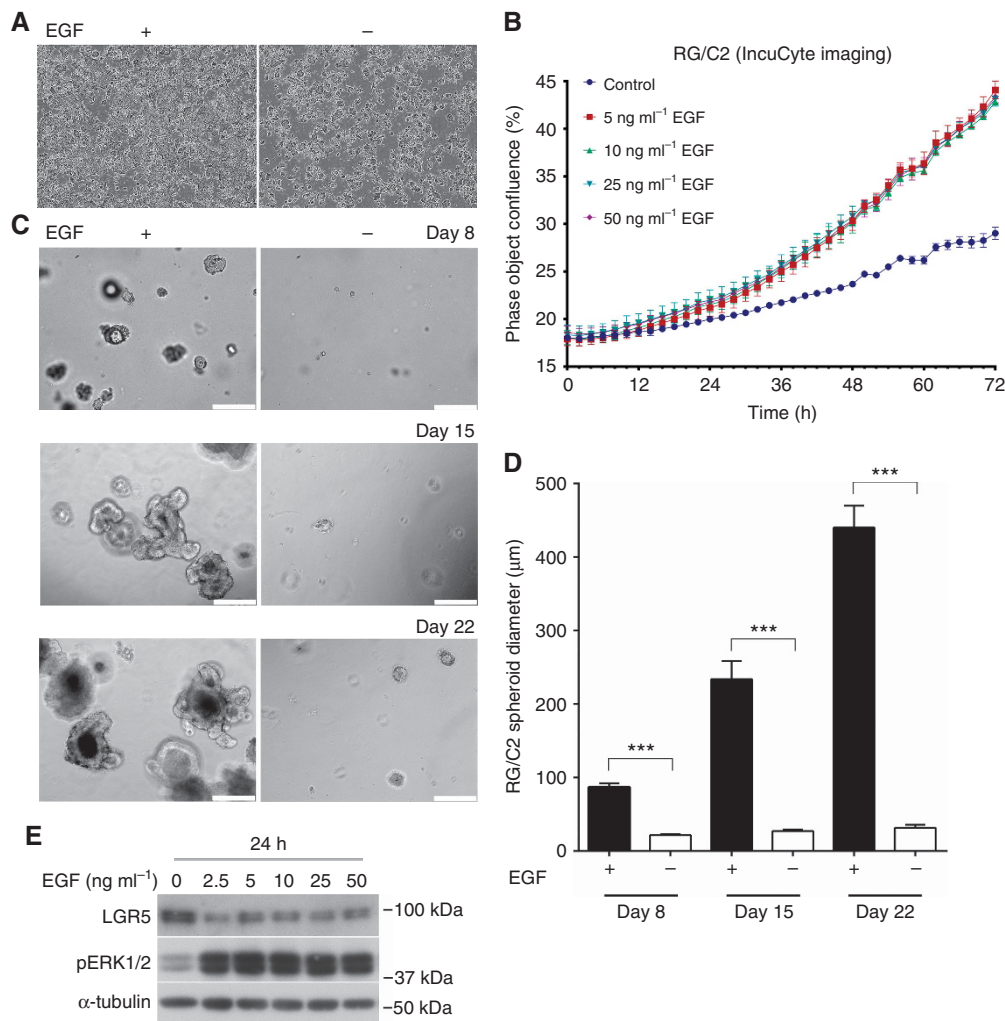 A
EGF + −
B
RG/C2 (IncuCyte imaging)
Phase object confluence (%)
45
40
35
30
25
20
15
Control
5 ng ml⁻¹ EGF
10 ng ml⁻¹ EGF
25 ng ml⁻¹ EGF
50 ng ml⁻¹ EGF
0 12 24 36 48 60 72
Time (h)
C
EGF + − Day 8
Day 15
Day 22
D
RG/C2 spheroid diameter (μm)
500
400
300
200
100
0
***
***
***
EGF + − + − + −
Day 8 Day 15 Day 22
E
24 h
EGF (ng ml⁻¹) 0 2.5 5 10 25 50
LGR5 −100 kDa
pERK1/2 −37 kDa
α-tubulin −50 kDa